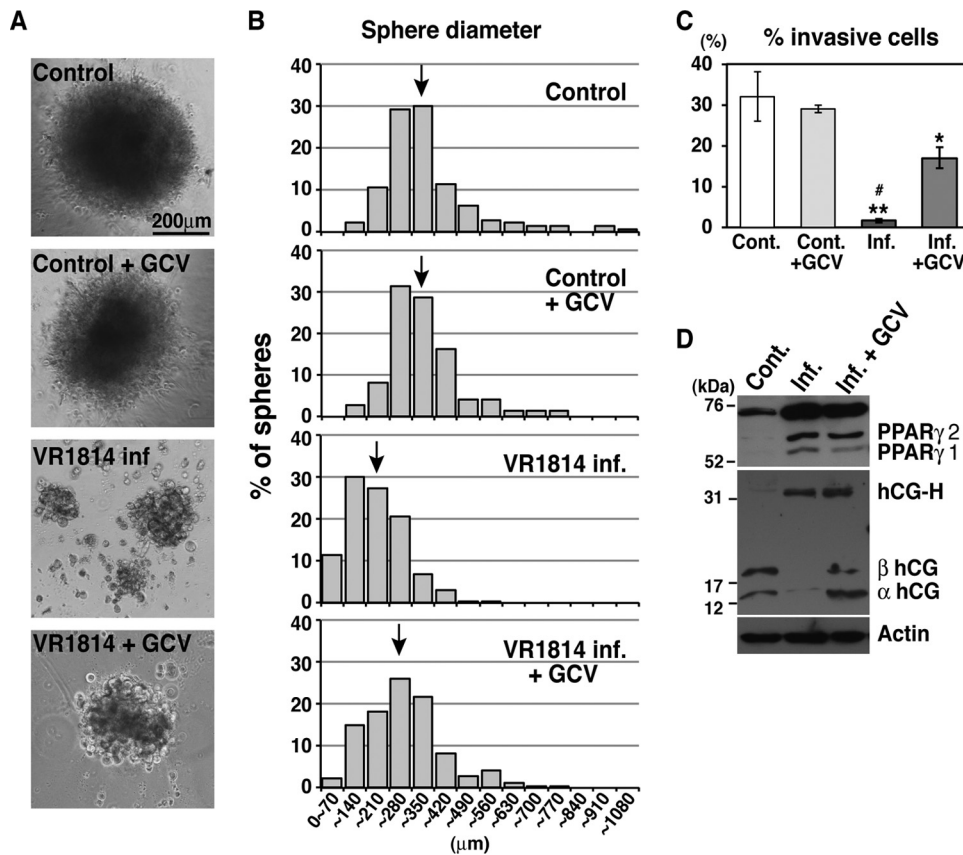 A
Control
200μm
Control + GCV
VR1814 inf
VR1814 + GCV
B
Sphere diameter
% of spheres
40
30
20
10
0
Control
40
30
20
10
0
Control
+ GCV
40
30
20
10
0
VR1814 inf.
40
30
20
10
0
VR1814 inf.
+ GCV
0~70
~140
~210
~280
~350
~420
~490
~560
~630
~700
~770
~840
~910
~1080
(μm)
C
(%)
% invasive cells
40
30
20
10
0
#
**
*
Cont.
Cont.
+GCV
Inf.
Inf.
+GCV
D
Cont.
Inf.
Inf. + GCV
(kDa)
76
52
31
17
12
PPARγ 2
PPARγ 1
hCG-H
β hCG
α hCG
Actin